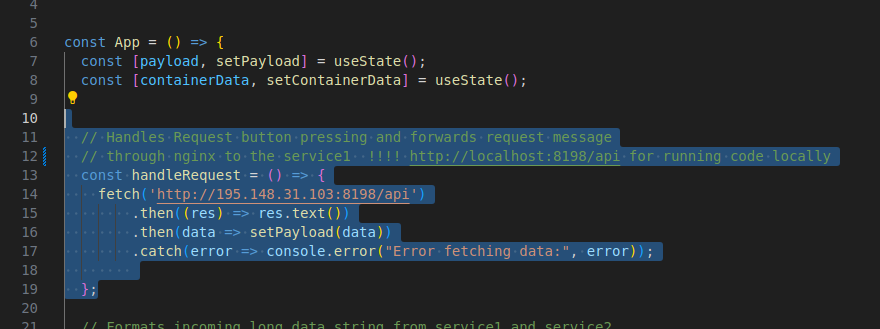 4
5
6 const App = () => {
7 const [payload, setPayload] = useState();
8 const [containerData, setContainerData] = useState();
9
10
11 // Handles Request button pressing and forwards request message
12 // through nginx to the service1 !!!! http://localhost:8198/api for running code locally
13 const handleRequest = () => {
14 fetch('http://195.148.31.103:8198/api')
15 .then((res) => res.text())
16 .then(data => setPayload(data))
17 .catch(error => console.error("Error fetching data:", error));
18
19 };
20
21 // Formats incoming long data string from service1 and service2